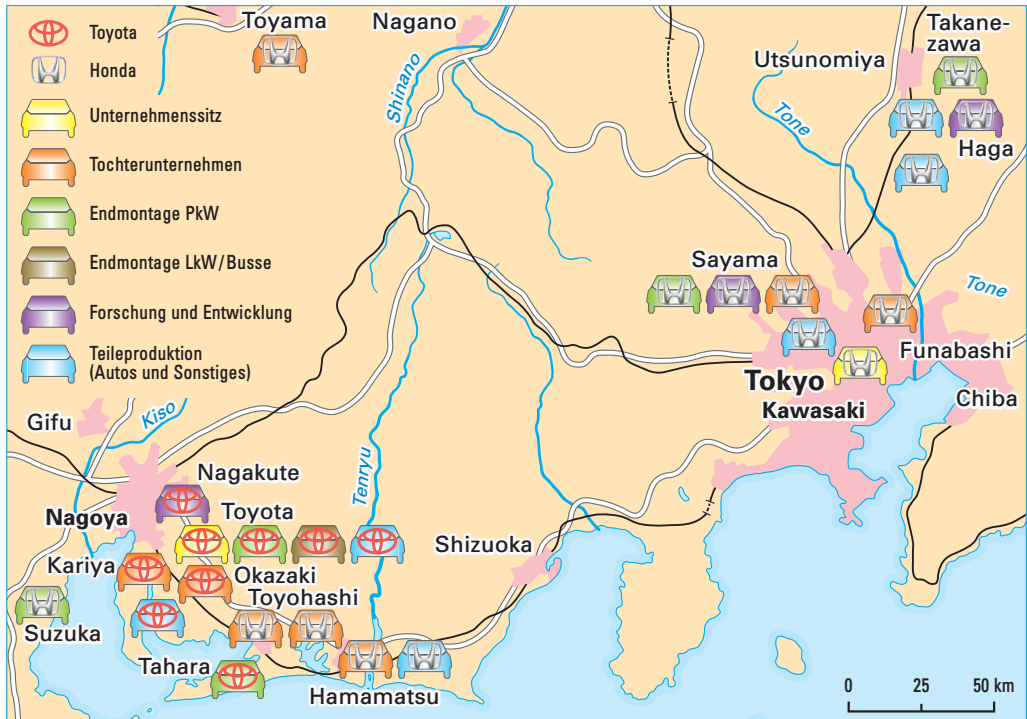 Toyota
Honda
Unternehmenssitz
Tochterunternehmen
Endmontage PkW
Endmontage LkW/Busse
Forschung und Entwicklung
Teileproduktion
(Autos und Sonstiges)
Toyama
Nagano
Shinano
Takane-
zawa
Utsunomiya
Tone
Haga
Sayama
Tone
Funabashi
Tokyo
Kawasaki
Chiba
Gifu
Kiso
Nagakute
Tenryu
Nagoya
Toyota
Shizuoka
Kariya
Okazaki
Toyohashi
Suzuka
Tahara
Hamamatsu
0 25 50 km